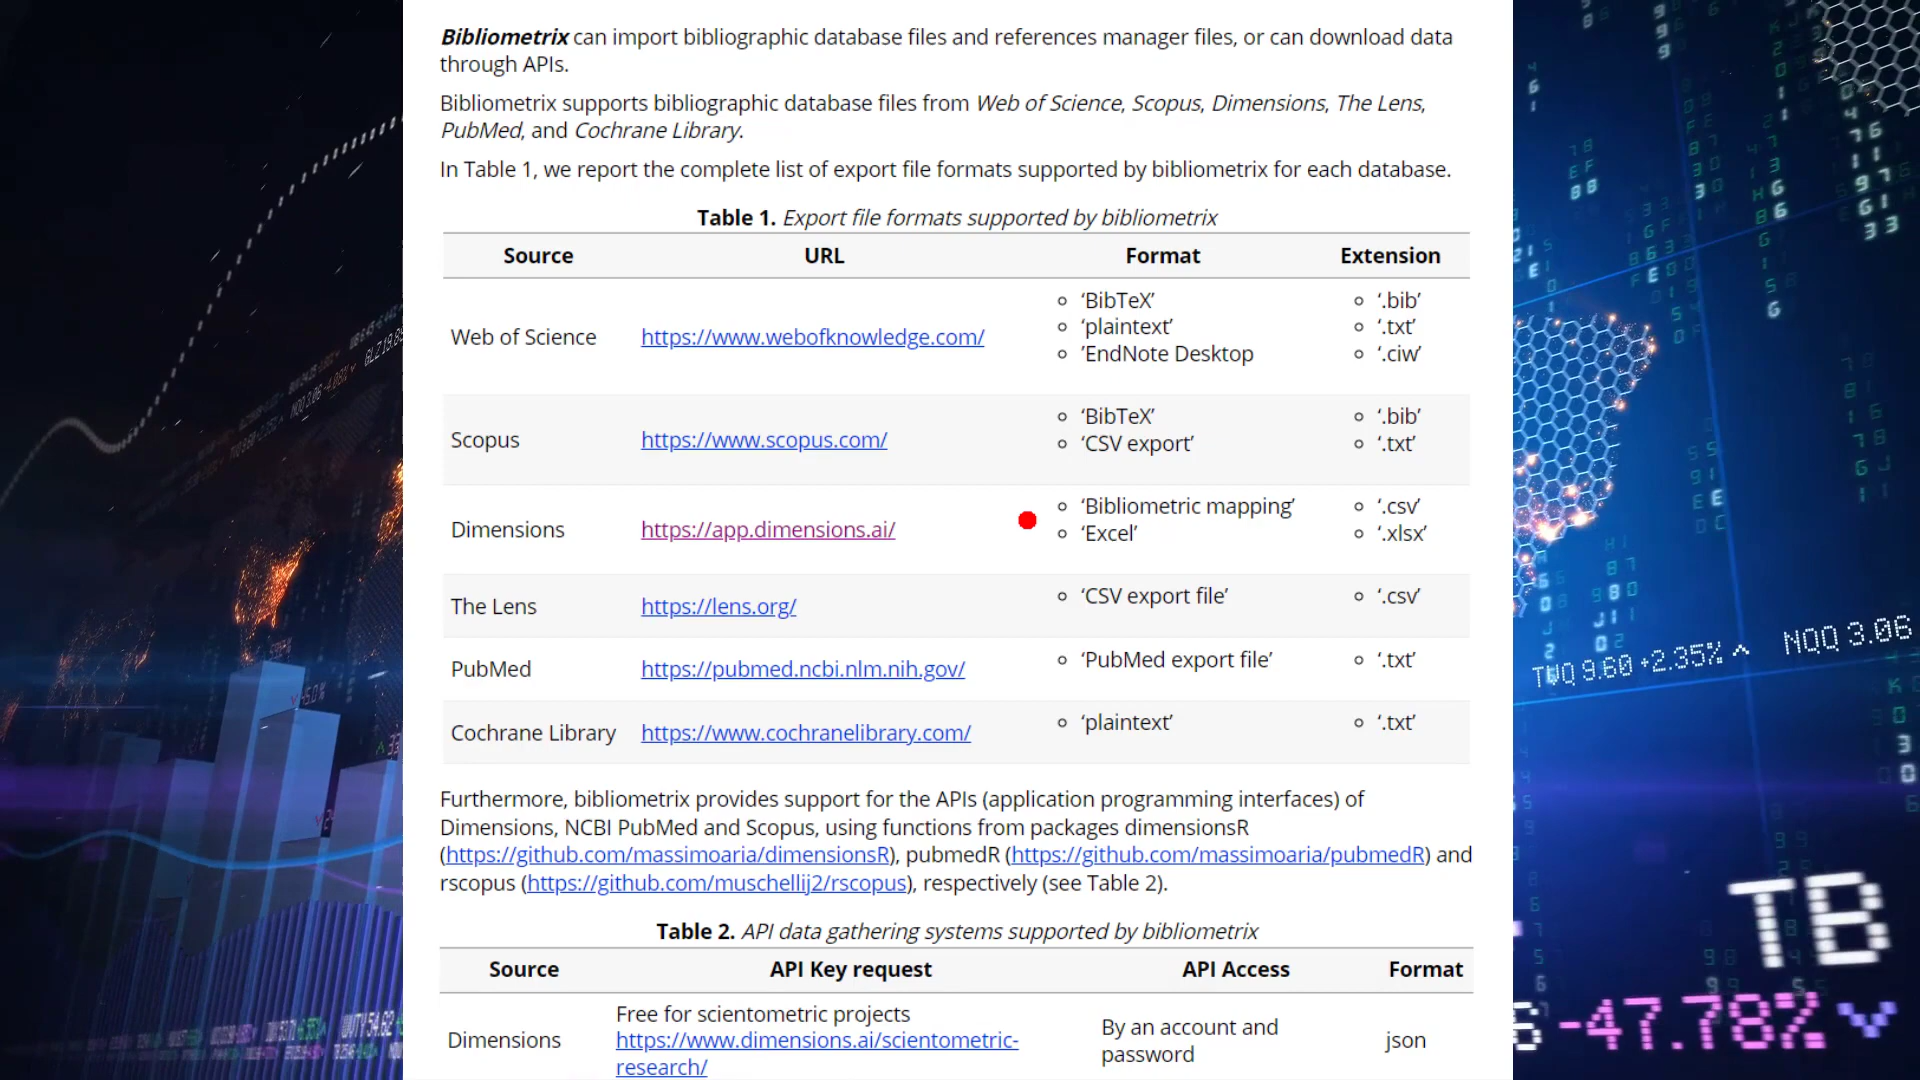 Bibliometrix can import bibliographic database files and references manager files, or can download data
through APIs.
Bibliometrix supports bibliographic database files from Web of Science, Scopus, Dimensions, The Lens,
PubMed, and Cochrane Library.
In Table 1, we report the complete list of export file formats supported by bibliometrix for each database.
Table 1. Export file formats supported by bibliometrix
Source URL Format Extension
Web of Science https://www.webofknowledge.com/
‘BibTeX’ ‘.bib’
‘plaintext’ ‘.txt’
’EndNote Desktop ‘.ciw’
Scopus https://www.scopus.com/
‘BibTeX’ ‘.bib’
‘CSV export’ ‘.txt’
Dimensions https://app.dimensions.ai/
‘Bibliometric mapping’ ‘.csv’
‘Excel’ ‘.xlsx’
The Lens https://lens.org/ ‘CSV export file’ ‘.csv’
PubMed https://pubmed.ncbi.nlm.nih.gov/ ‘PubMed export file’ ‘.txt’
Cochrane Library https://www.cochranelibrary.com/ ‘plaintext’ ‘.txt’
Furthermore, bibliometrix provides support for the APIs (application programming interfaces) of
Dimensions, NCBI PubMed and Scopus, using functions from packages dimensionsR
(https://github.com/massimoaria/dimensionsR), pubmedR (https://github.com/massimoaria/pubmedR) and
rscopus (https://github.com/muschellij2/rscopus), respectively (see Table 2).
Table 2. API data gathering systems supported by bibliometrix
Source API Key request API Access Format
Dimensions
Free for scientometric projects
https://www.dimensions.ai/scientometric-
research/
By an account and
password
json
TWQ 9.60 +2.35% ^ NQQ 3.06
TB
-47.78%